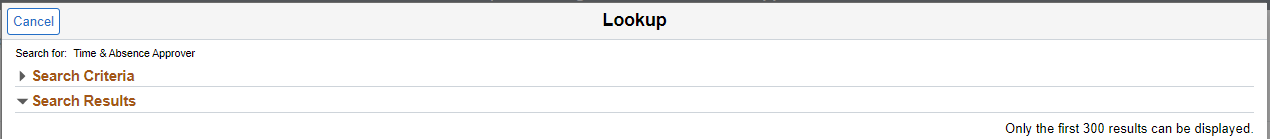 Cancel
Lookup
Search for: Time & Absence Approver
Search Criteria
Search Results
Only the first 300 results can be displayed.